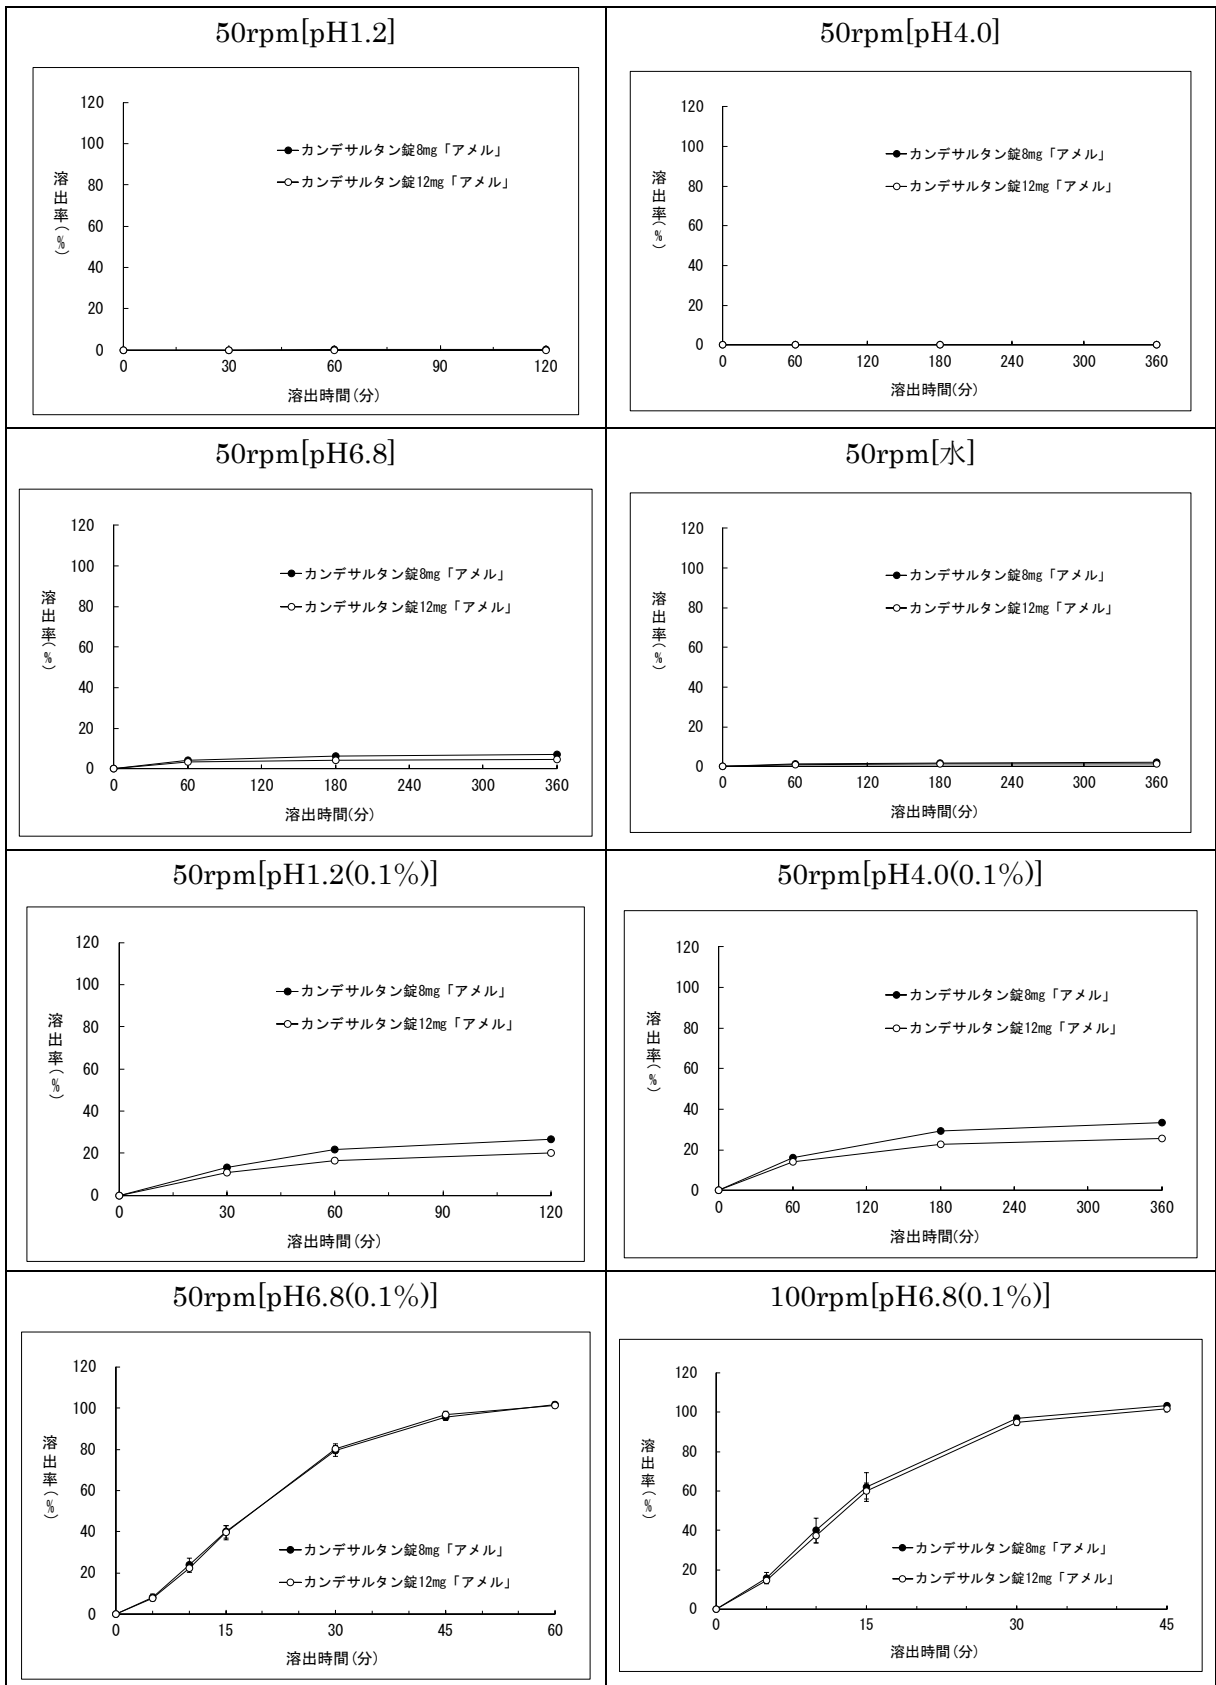 50rpm[pH1.2]
120
100
80
60
40
20
0
溶出率(%)
カンデサルタン錠8mg「アメル」
カンデサルタン錠12mg「アメル」
0 30 60 90 120
溶出時間(分)
50rpm[pH4.0]
120
100
80
60
40
20
0
溶出率(%)
カンデサルタン錠8mg「アメル」
カンデサルタン錠12mg「アメル」
0 60 120 180 240 300 360
溶出時間(分)
50rpm[pH6.8]
120
100
80
60
40
20
0
溶出率(%)
カンデサルタン錠8mg「アメル」
カンデサルタン錠12mg「アメル」
0 60 120 180 240 300 360
溶出時間(分)
50rpm[水]
120
100
80
60
40
20
0
溶出率(%)
カンデサルタン錠8mg「アメル」
カンデサルタン錠12mg「アメル」
0 60 120 180 240 300 360
溶出時間(分)
50rpm[pH1.2(0.1%)]
120
100
80
60
40
20
0
溶出率(%)
カンデサルタン錠8mg「アメル」
カンデサルタン錠12mg「アメル」
0 30 60 90 120
溶出時間(分)
50rpm[pH4.0(0.1%)]
120
100
80
60
40
20
0
溶出率(%)
カンデサルタン錠8mg「アメル」
カンデサルタン錠12mg「アメル」
0 60 120 180 240 300 360
溶出時間(分)
50rpm[pH6.8(0.1%)]
120
100
80
60
40
20
0
溶出率(%)
カンデサルタン錠8mg「アメル」
カンデサルタン錠12mg「アメル」
0 15 30 45 60
溶出時間(分)
100rpm[pH6.8(0.1%)]
120
100
80
60
40
20
0
溶出率(%)
カンデサルタン錠8mg「アメル」
カンデサルタン錠12mg「アメル」
0 15 30 45
溶出時間(分)